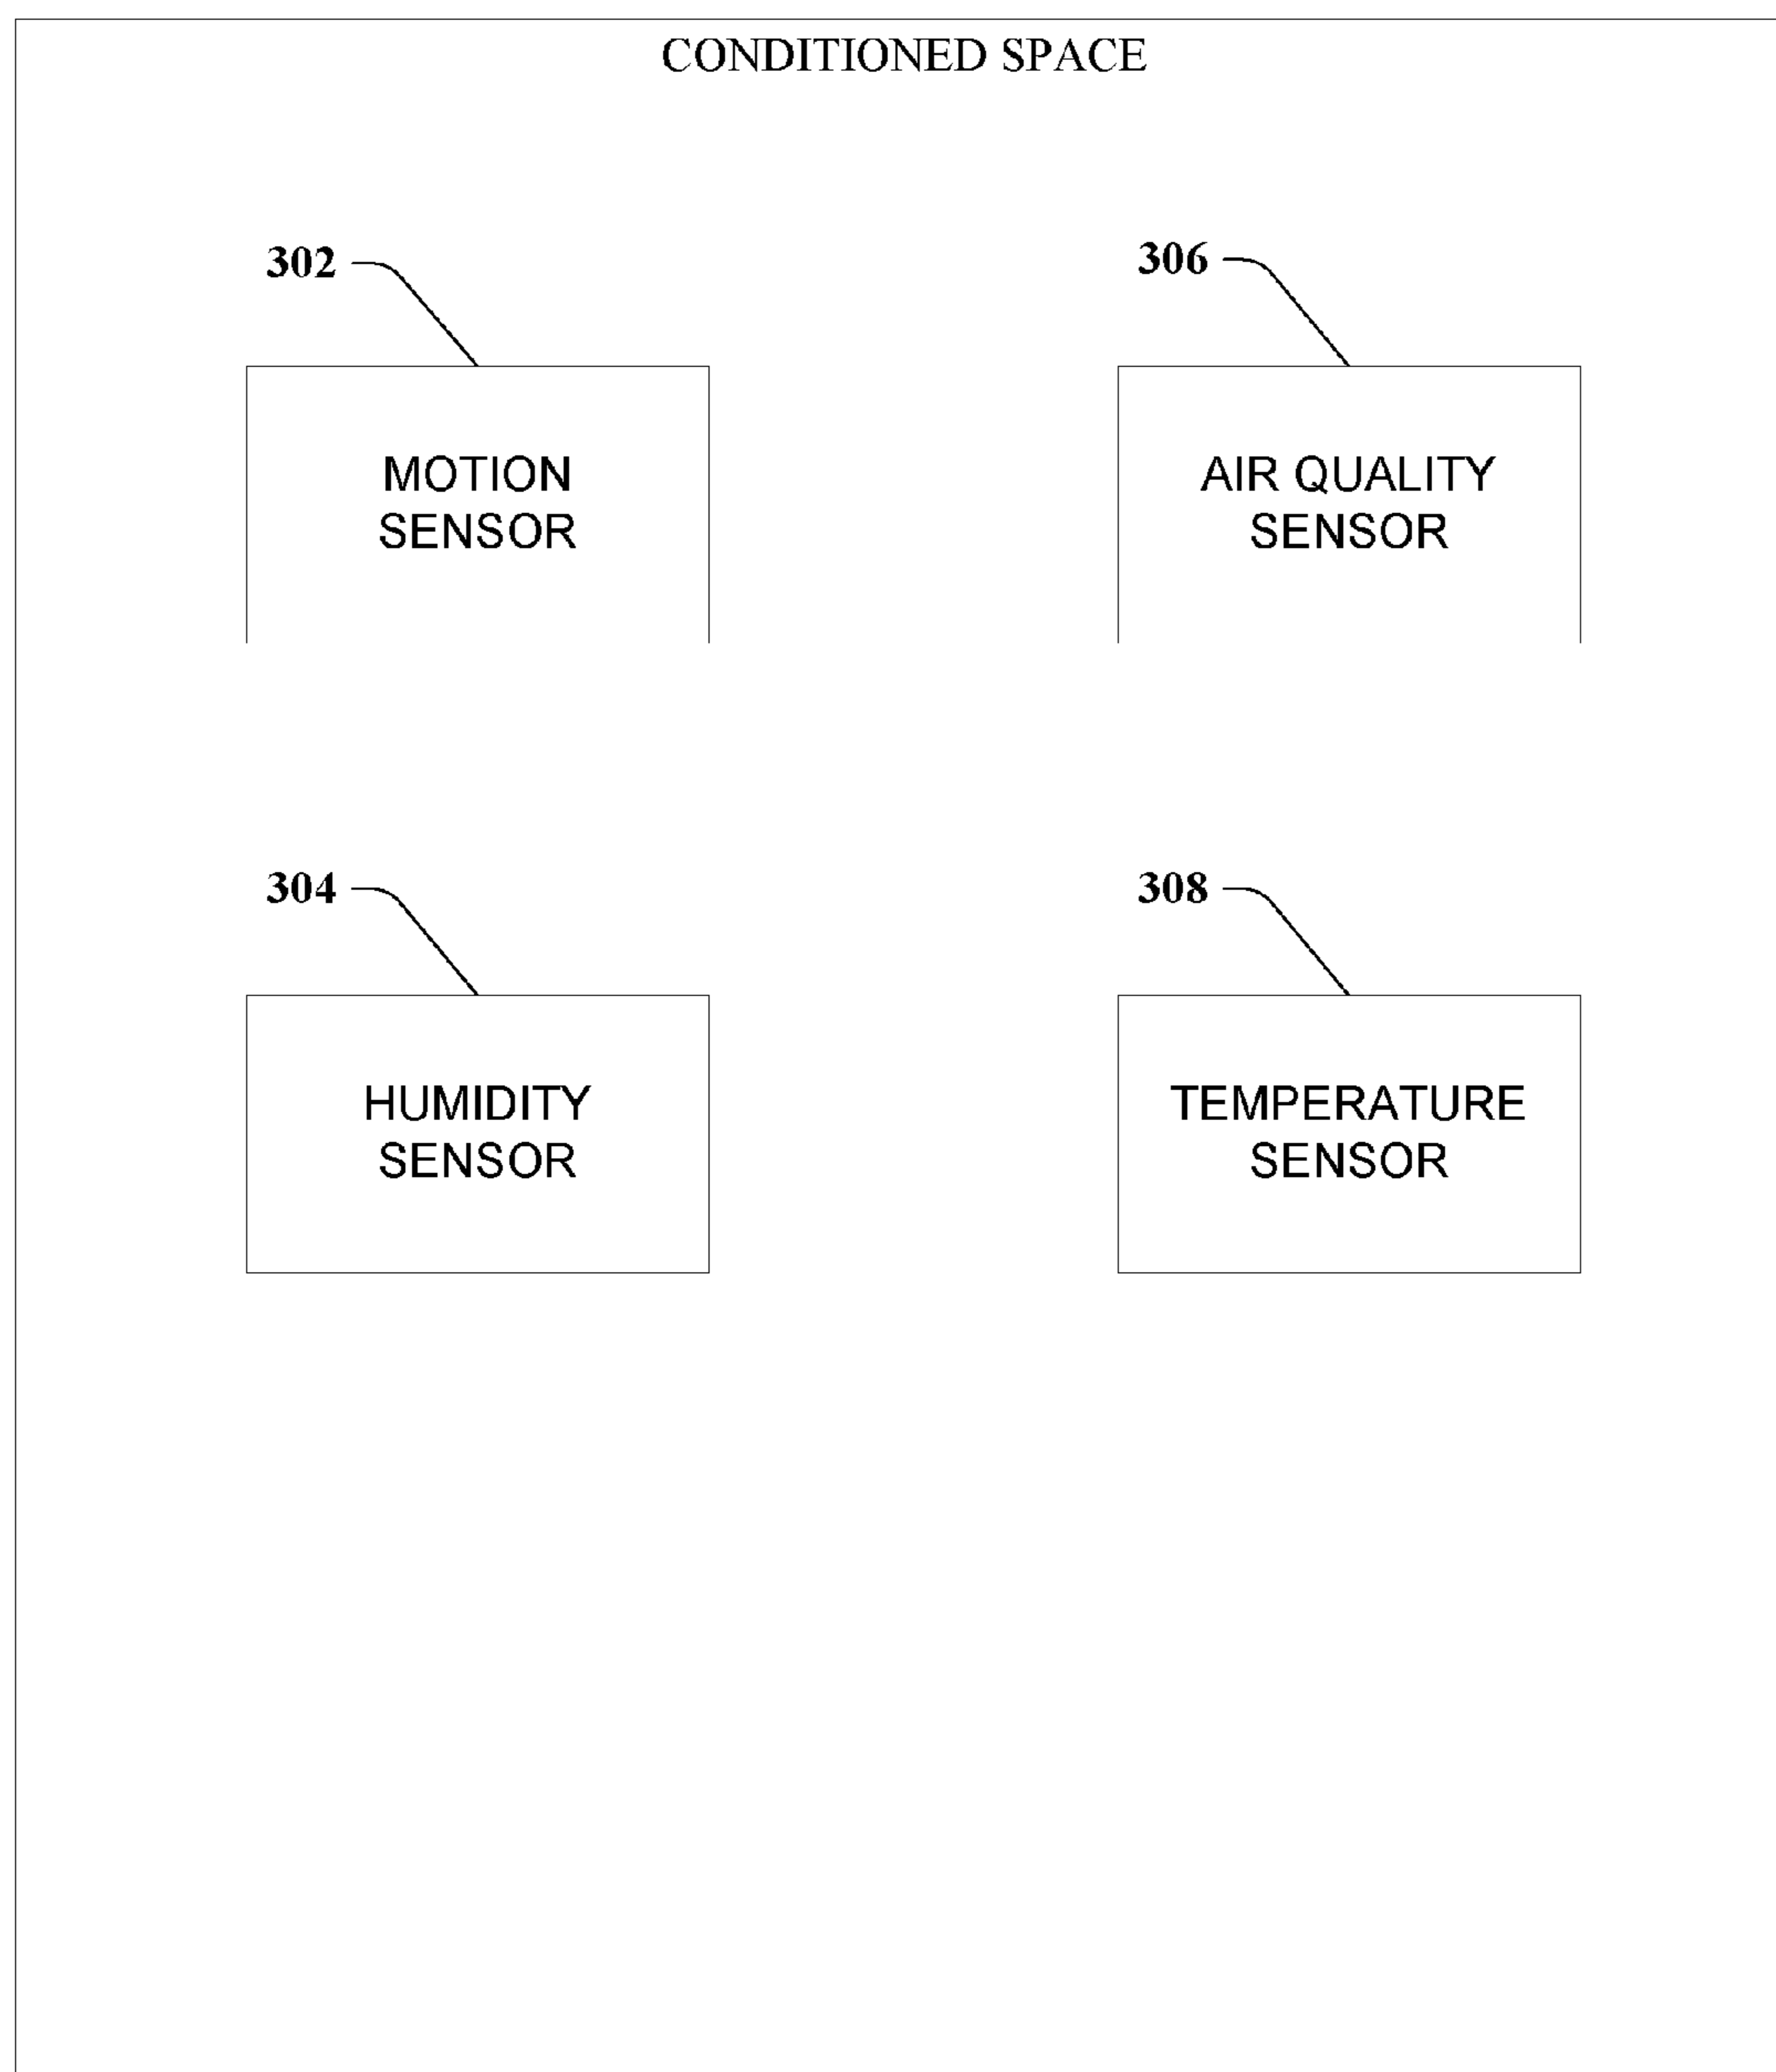 CONDITIONED SPACE
302
306
MOTION
SENSOR
AIR QUALITY
SENSOR
304
308
HUMIDITY
SENSOR
TEMPERATURE
SENSOR